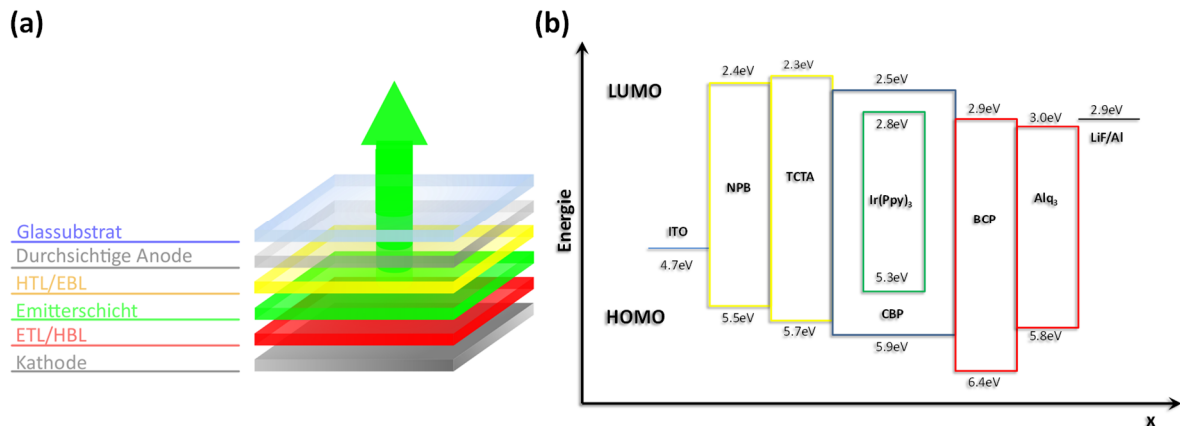 (a)
Glassubstrat
Durchsichtige Anode
HTL/EBL
Emitterschicht
ETL/HBL
Kathode
(b)
Energie
LUMO
HOMO
ITO
4.7eV
2.4eV
NPB
5.5eV
2.3eV
TCTA
5.7eV
2.5eV
2.8eV
Ir(Ppy)3
5.3eV
CBP
5.9eV
2.9eV
BCP
6.4eV
3.0eV
Alq3
5.8eV
2.9eV
LiF/Al
x